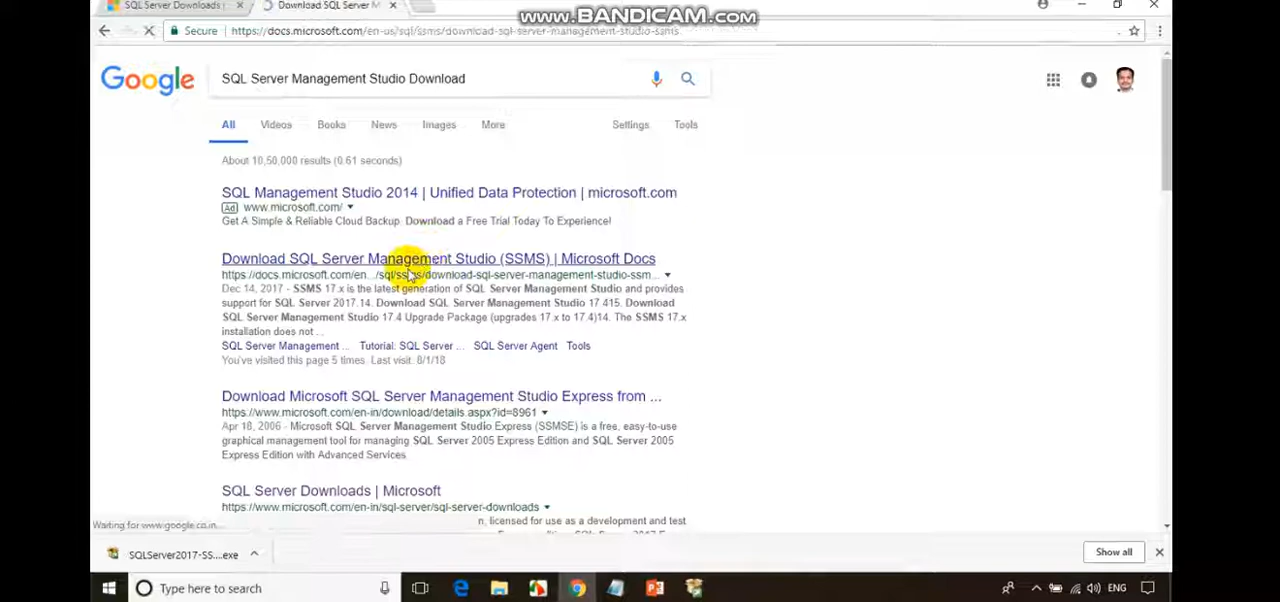 SQL Server Downloads
Download SQL Server M
www.BANDICAM.com
Secure
https://docs.microsoft.com/en-us/sql/ssms/download-sql-server-management-studio-ssms
Google
SQL Server Management Studio Download
All Videos Books News Images More Settings Tools
About 10,50,000 results (0.61 seconds)
SQL Management Studio 2014 | Unified Data Protection | microsoft.com
Ad www.microsoft.com/
Get A Simple & Reliable Cloud Backup. Download a Free Trial Today To Experience!
Download SQL Server Management Studio (SSMS) | Microsoft Docs
https://docs.microsoft.com/en.../sql/ssms/download-sql-server-management-studio-ssm...
Dec 14, 2017 - SSMS 17.x is the latest generation of SQL Server Management Studio and provides
support for SQL Server 2017.14. Download SQL Server Management Studio 17.415. Download
SQL Server Management Studio 17.4 Upgrade Package (upgrades 17.x to 17.4)14. The SSMS 17.x
installation does not ...
SQL Server Management ... Tutorial: SQL Server ... SQL Server Agent Tools
You've visited this page 5 times. Last visit: 8/1/18
Download Microsoft SQL Server Management Studio Express from ...
https://www.microsoft.com/en-in/download/details.aspx?id=8961
Apr 18, 2006 - Microsoft SQL Server Management Studio Express (SSMSE) is a free, easy-to-use
graphical management tool for managing SQL Server 2005 Express Edition and SQL Server 2005
Express Edition with Advanced Services
SQL Server Downloads | Microsoft
https://www.microsoft.com/en-in/sql-server/sql-server-downloads
n, licensed for use as a development and test
Waiting for www.google.co.in...
SQLServer2017-SS....exe
Show all
Type here to search
ENG